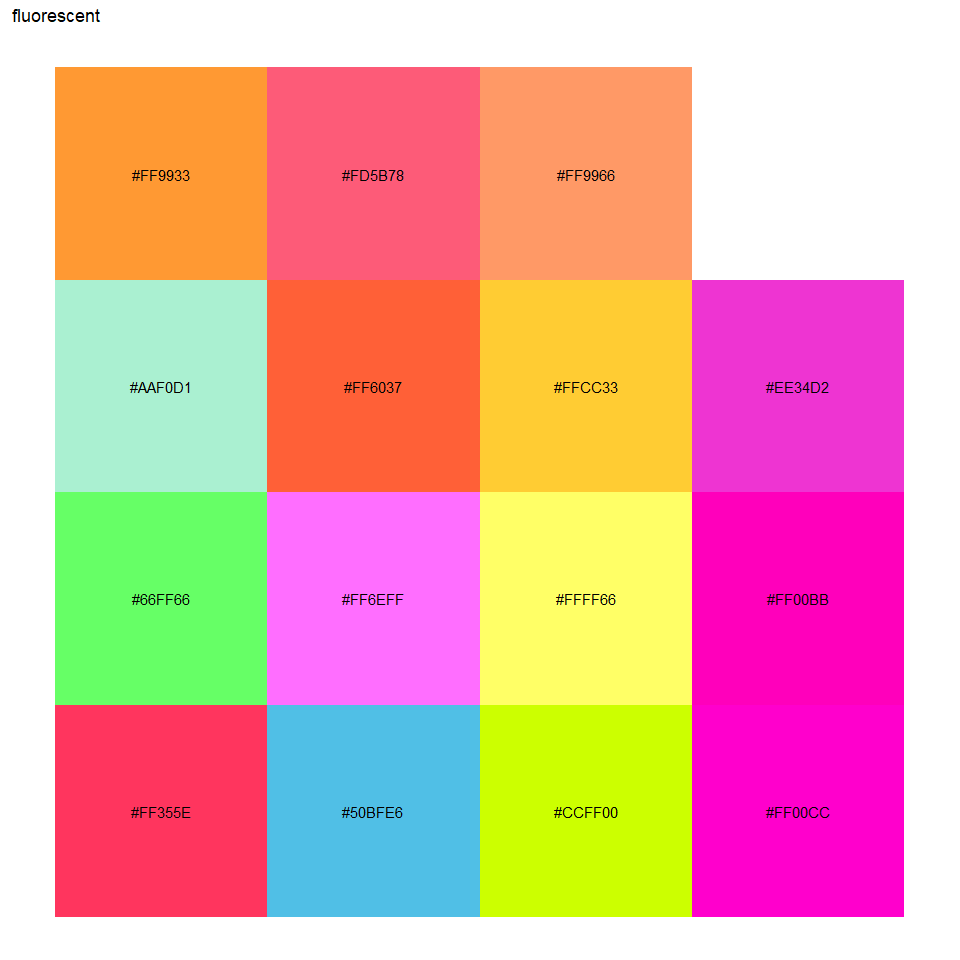 fluorescent
#FF9933 #FD5B78 #FF9966
#AAF0D1 #FF6037 #FFCC33 #EE34D2
#66FF66 #FF6EFF #FFFF66 #FF00BB
#FF355E #50BFE6 #CCFF00 #FF00CC